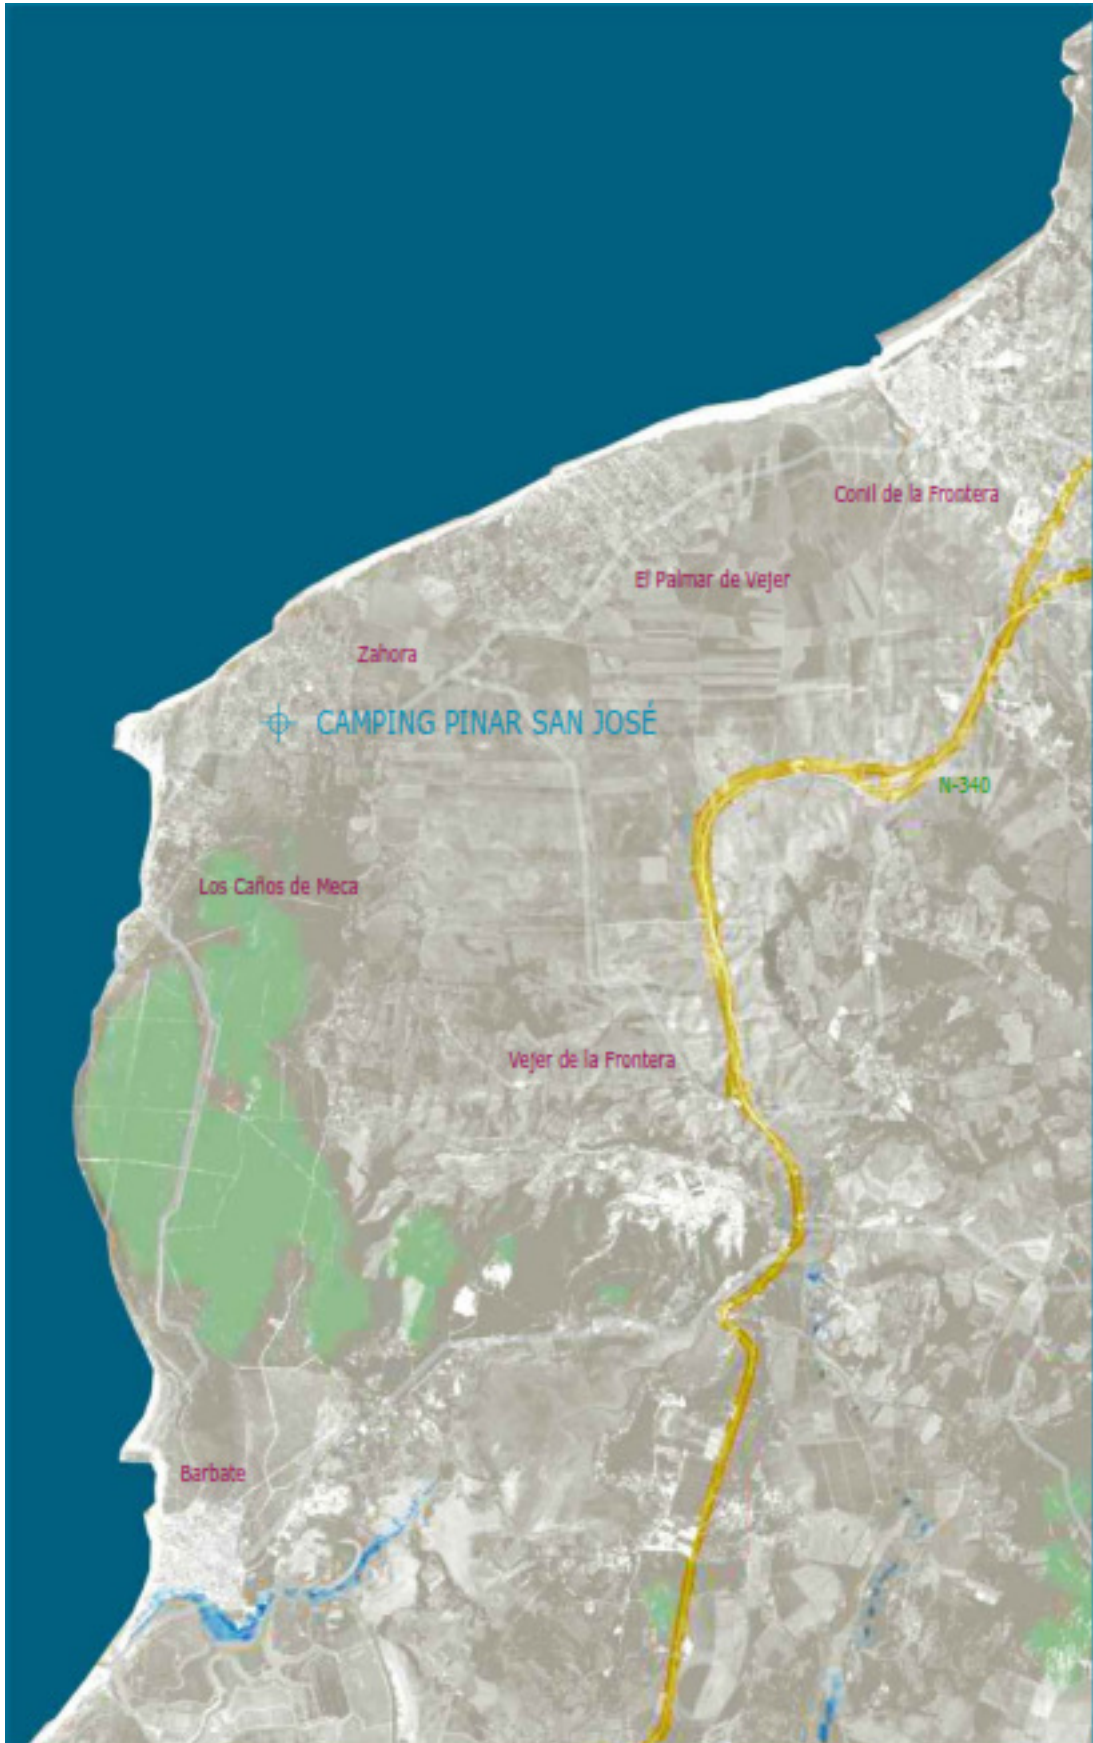 Conil de la Frontera
El Palmar de Vejer
Zahora
CAMPING PINAR SAN JOSÉ
N-340
Los Caños de Meca
Vejer de la Frontera
Barbate